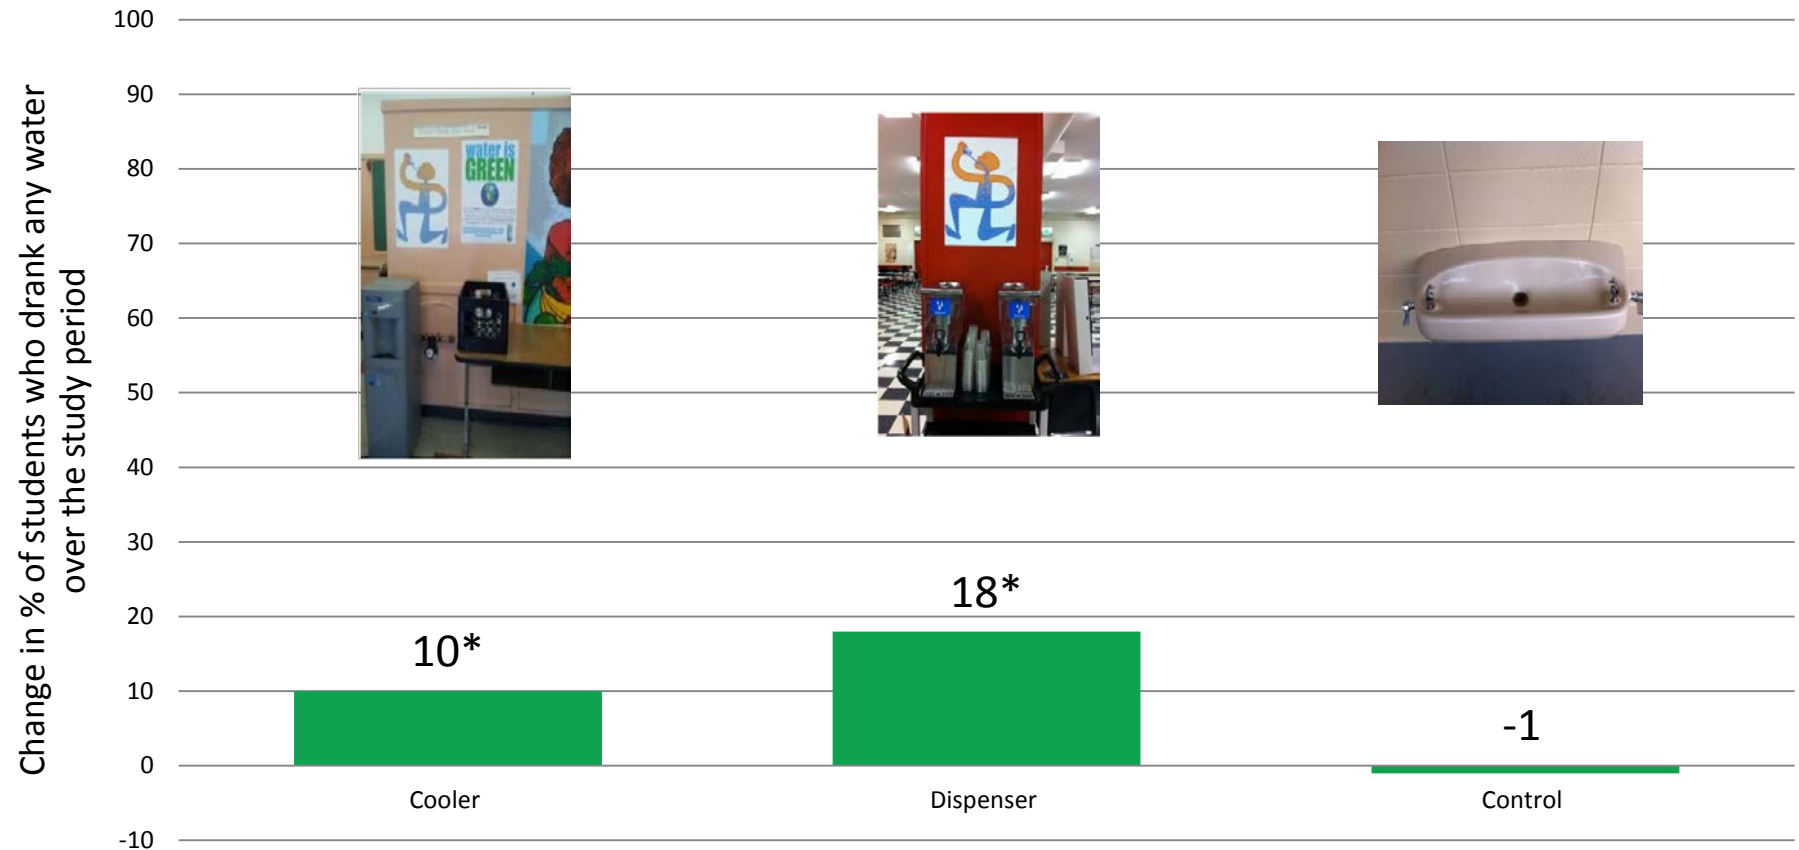 100
90
80
70
60
50
40
30
20
10
0
-10
Change in % of students who drank any water
over the study period
water is
GREEN
10*
18*
-1
Cooler
Dispenser
Control